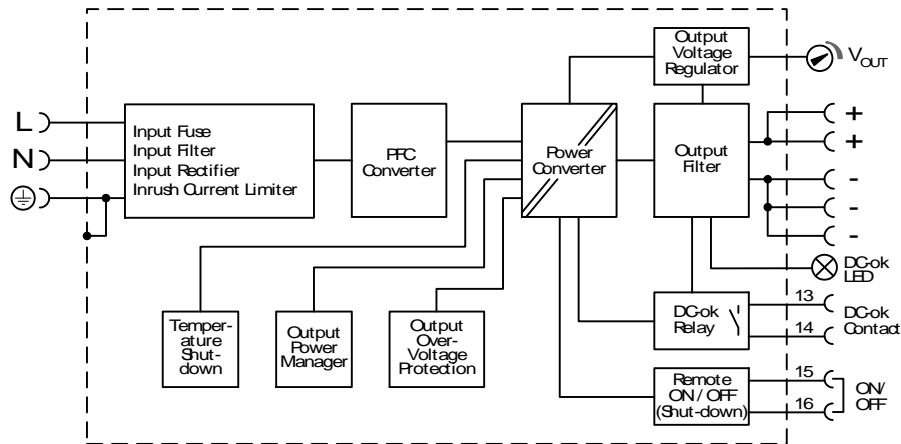 L
N
Input Fuse
Input Filter
Input Rectifier
Inrush Current Limiter
PFC
Converter
Power
Converter
Output
Voltage
Regulator
Output
Filter
VOUT
+
+
-
-
-
DC-ok
LED
Temper-
ature
Shut-
down
Output
Power
Manager
Output
Over-
Voltage
Protection
DC-ok
Relay
13
14
DC-ok
Contact
Remote
ON / OFF
(Shut-down)
15
16
ON/
OFF